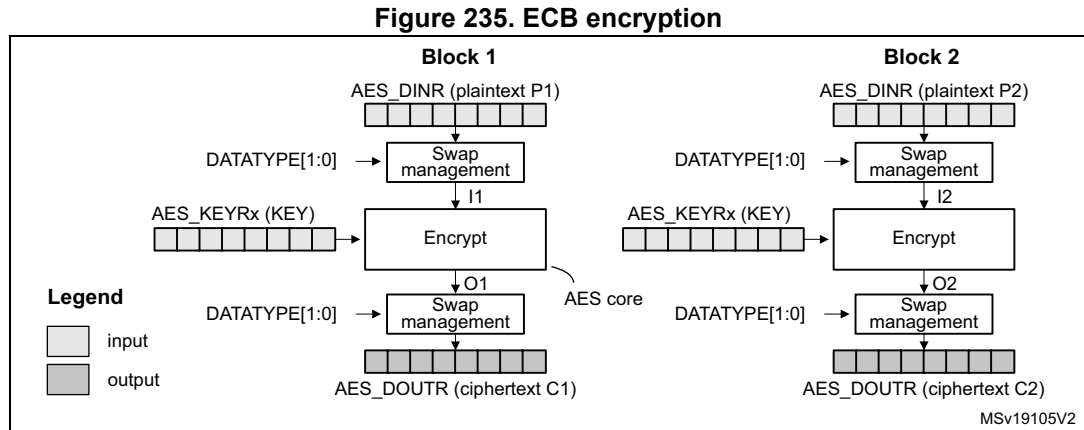 Figure 235. ECB encryption
Block 1
Block 2
AES_DINR (plaintext P1)
AES_DINR (plaintext P2)
DATATYPE[1:0]
Swap
management
DATATYPE[1:0]
Swap
management
I1
I2
AES_KEYRx (KEY)
Encrypt
AES_KEYRx (KEY)
Encrypt
O1
AES core
O2
Legend
DATATYPE[1:0]
Swap
management
DATATYPE[1:0]
Swap
management
input
output
AES_DOUTR (ciphertext C1)
AES_DOUTR (ciphertext C2)
MSv19105V2